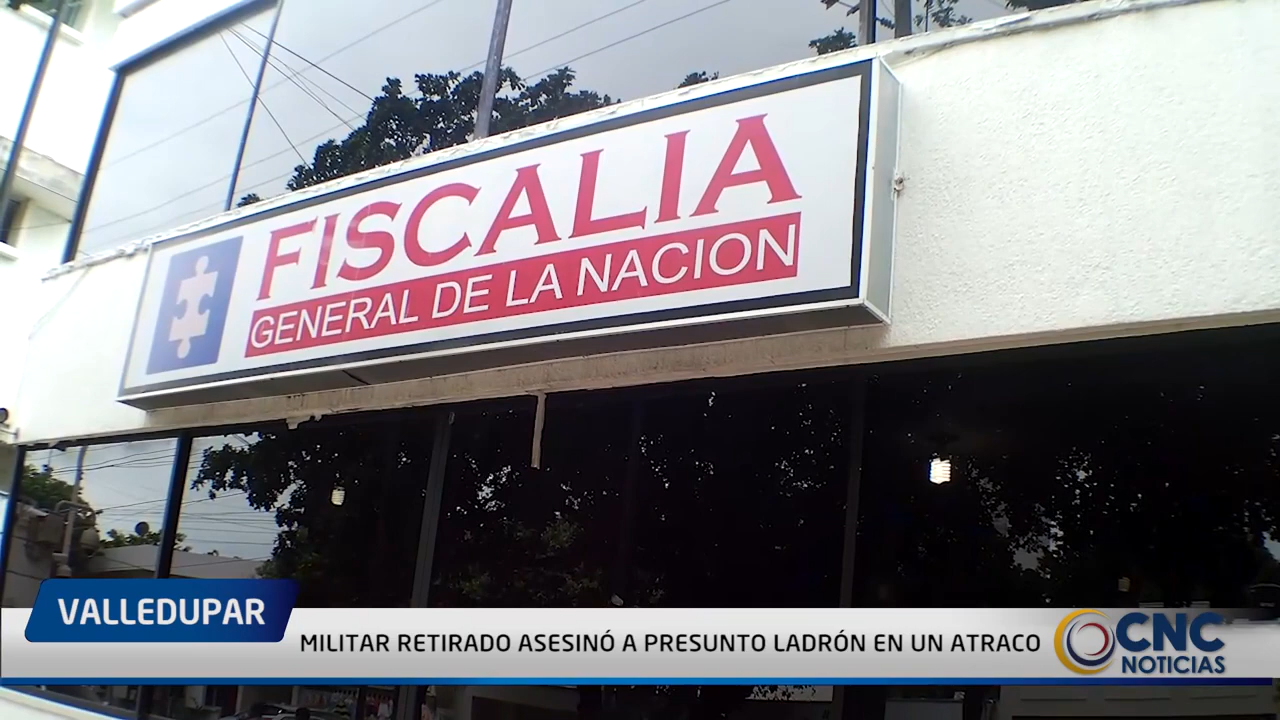 FISCALIA
GENERAL DE LA NACION
VALLEDUPAR
MILITAR RETIRADO ASESINÓ A PRESUNTO LADRÓN EN UN ATRACO
CNC
NOTICIAS